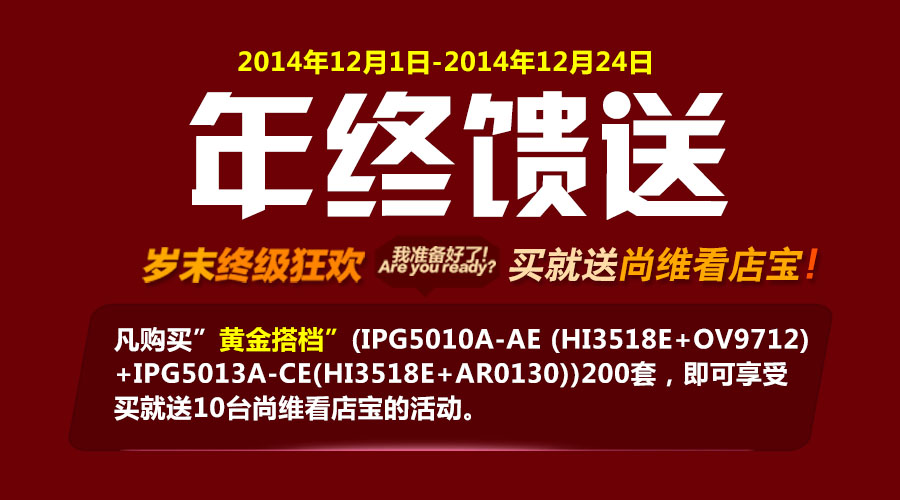 2014年12月1日-2014年12月24日
年终馈送
岁末终级狂欢 我准备好了! 买就送尚维看店宝!
Are you ready?
凡购买”黄金搭档”(IPG5010A-AE (HI3518E+OV9712)
+IPG5013A-CE(HI3518E+AR0130))200套，即可享受
买就送10台尚维看店宝的活动。